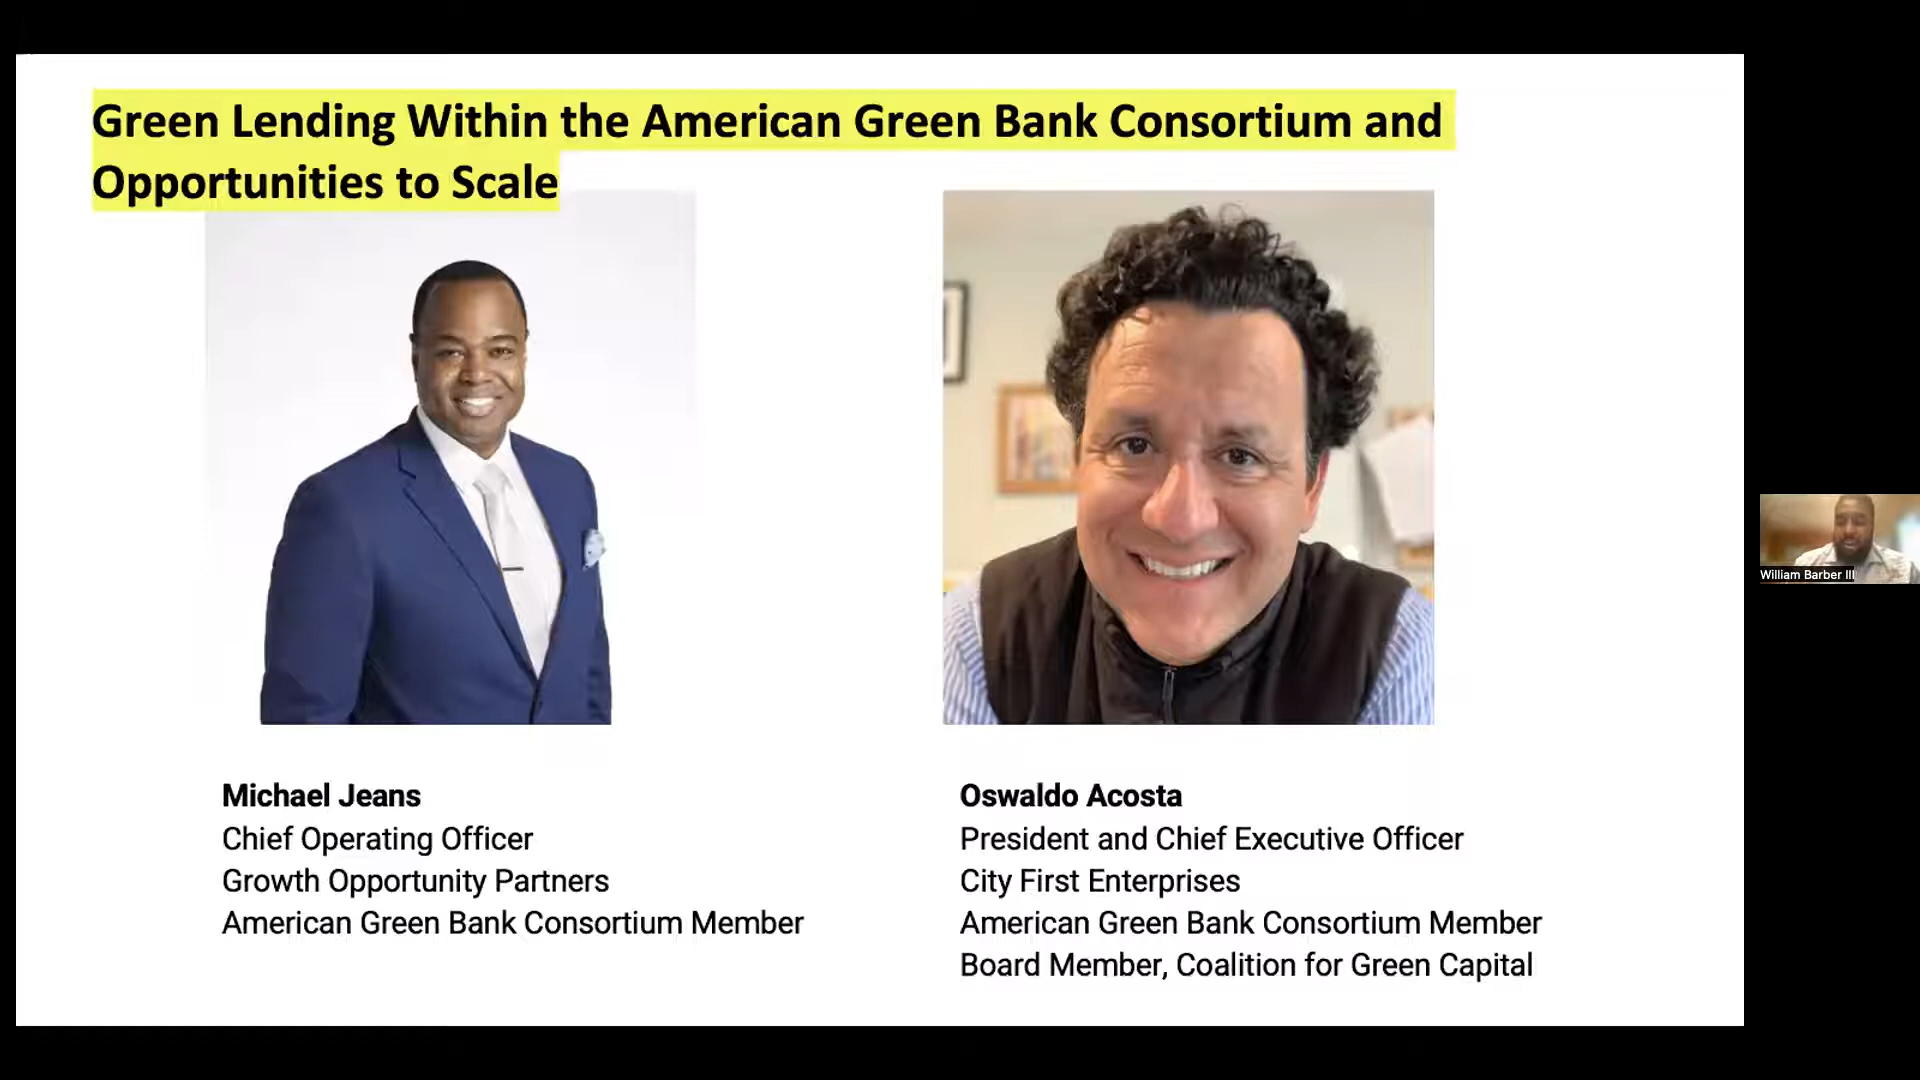 Green Lending Within the American Green Bank Consortium and
Opportunities to Scale
Michael Jeans
Chief Operating Officer
Growth Opportunity Partners
American Green Bank Consortium Member
Oswaldo Acosta
President and Chief Executive Officer
City First Enterprises
American Green Bank Consortium Member
Board Member, Coalition for Green Capital
William Barber III